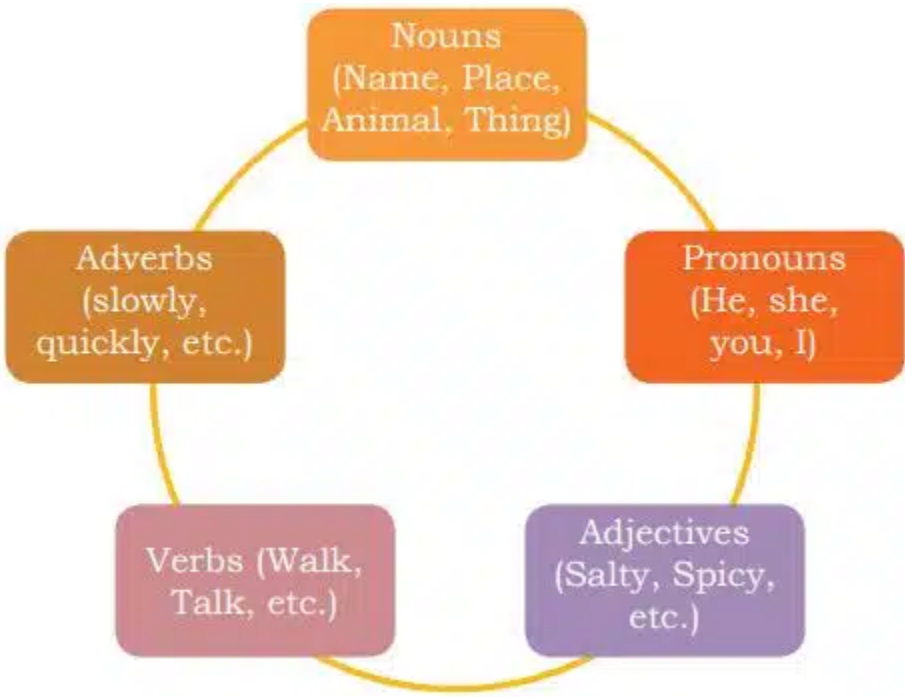 Nouns
(Name, Place,
Animal, Thing)
Pronouns
(He, she,
you, I)
Adjectives
(Salty, Spicy,
etc.)
Verbs (Walk,
Talk, etc.)
Adverbs
(slowly,
quickly, etc.)